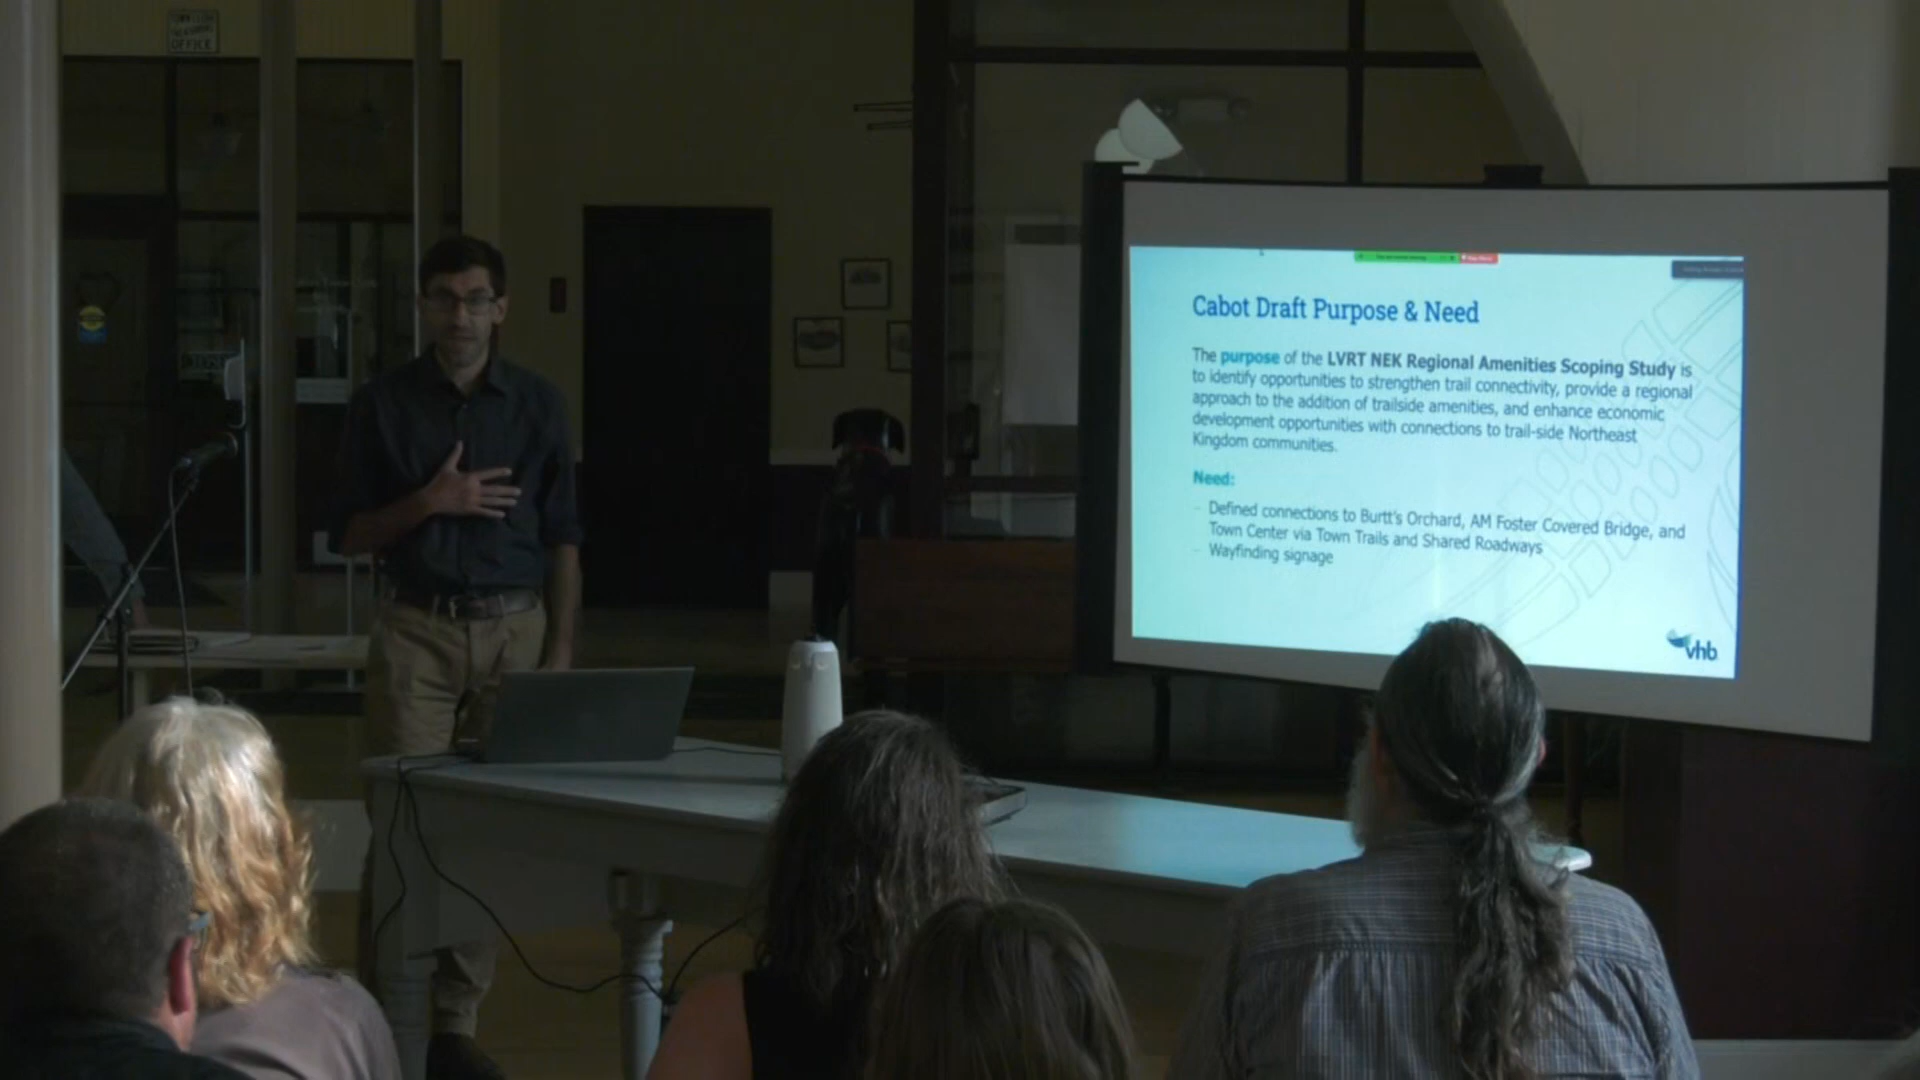 TOWN CLERK
TREASURERS
OFFICE
Cabot Draft Purpose & Need
The purpose of the LVRT NEK Regional Amenities Scoping Study is
to identify opportunities to strengthen trail connectivity, provide a regional
approach to the addition of trailside amenities, and enhance economic
development opportunities with connections to trail-side Northeast
Kingdom communities.
Need:
- Defined connections to Burtt's Orchard, AM Foster Covered Bridge, and
Town Center via Town Trails and Shared Roadways
- Wayfinding signage
vhb